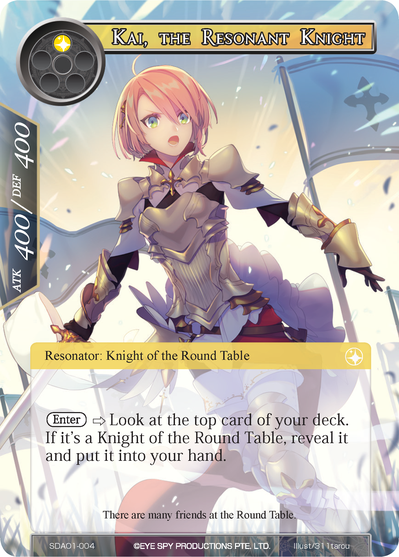 Kai, the Resonant Knight
ATK 400/ DEF 400
Resonator: Knight of the Round Table
Enter ⇨ Look at the top card of your deck.
If it's a Knight of the Round Table, reveal it
and put it into your hand.
There are many friends at the Round Table.
SDAO1-004 ©EYE SPY PRODUCTIONS PTE. LTD. Illust/311tarou